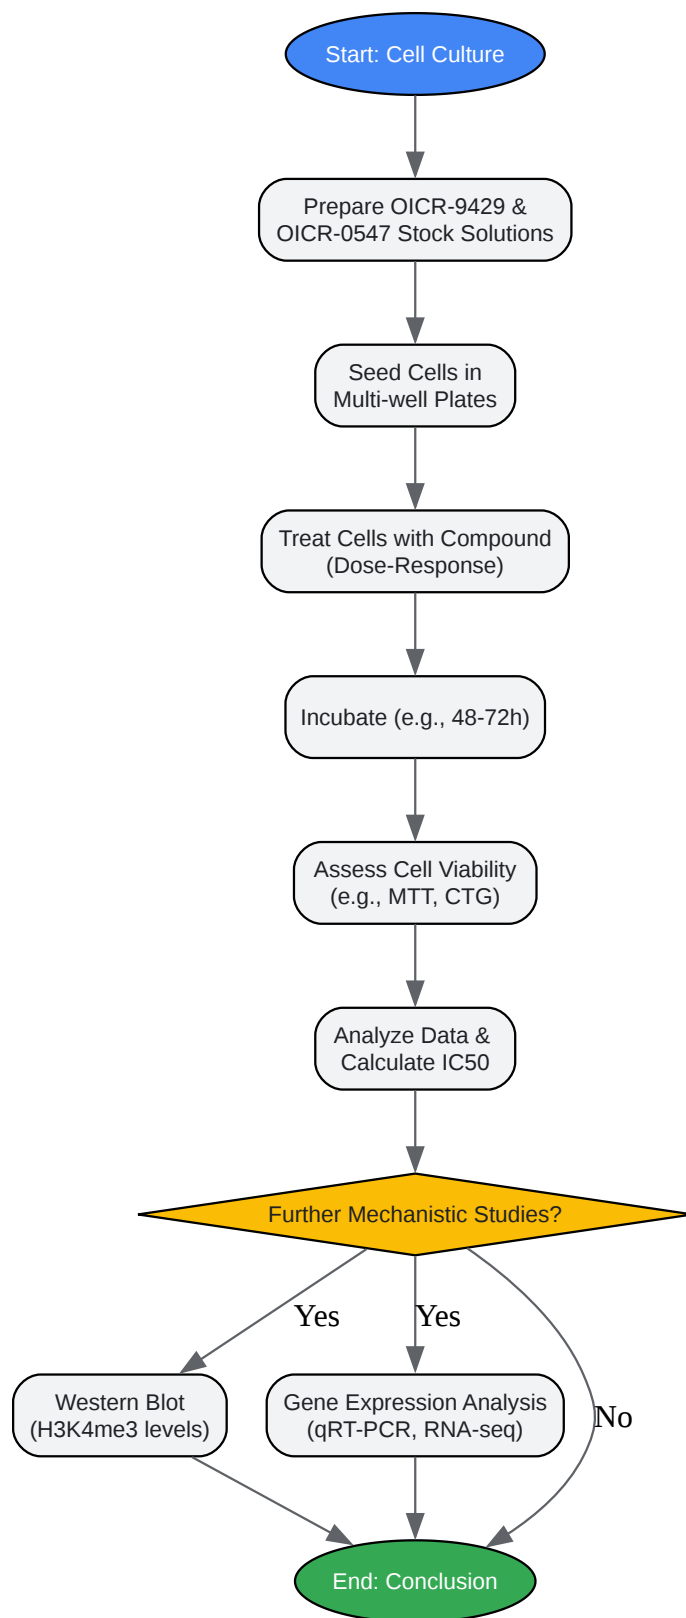 Start: Cell Culture
Prepare OICR-9429 &
OICR-0547 Stock Solutions
Seed Cells in
Multi-well Plates
Treat Cells with Compound
(Dose-Response)
Incubate (e.g., 48-72h)
Assess Cell Viability
(e.g., MTT, CTG)
Analyze Data &
Calculate IC50
Further Mechanistic Studies?
Yes
Yes
No
Western Blot
(H3K4me3 levels)
Gene Expression Analysis
(qRT-PCR, RNA-seq)
End: Conclusion